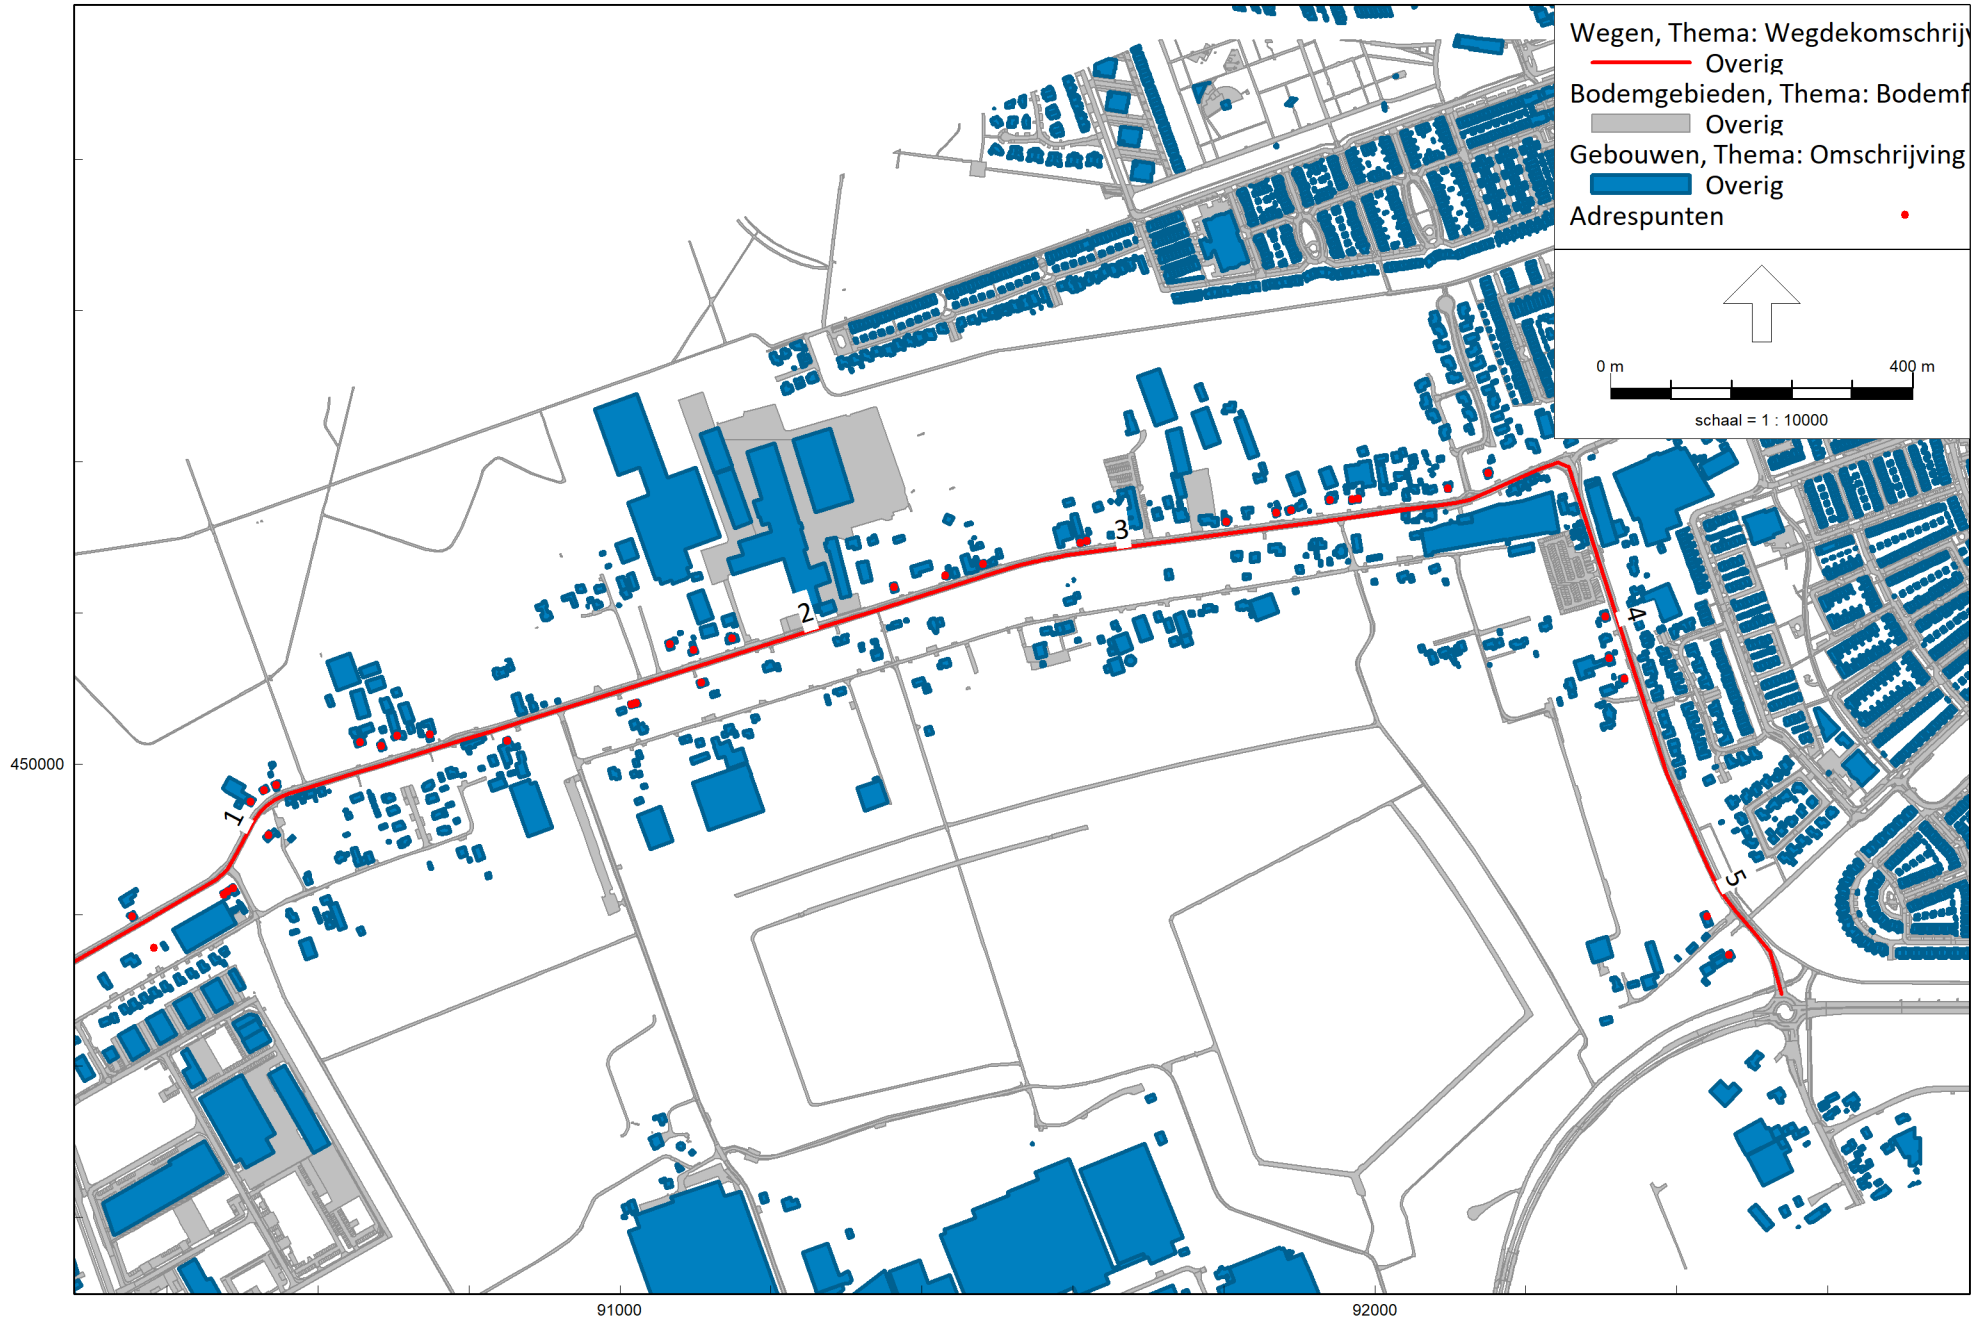 Wegen, Thema: Wegdekomschrijv
Overig
Bodemgebieden, Thema: Bodemf
Overig
Gebouwen, Thema: Omschrijving
Overig
Adrespunten
0 m 400 m
schaal = 1 : 10000
1
2
3
4
5
450000
91000 92000